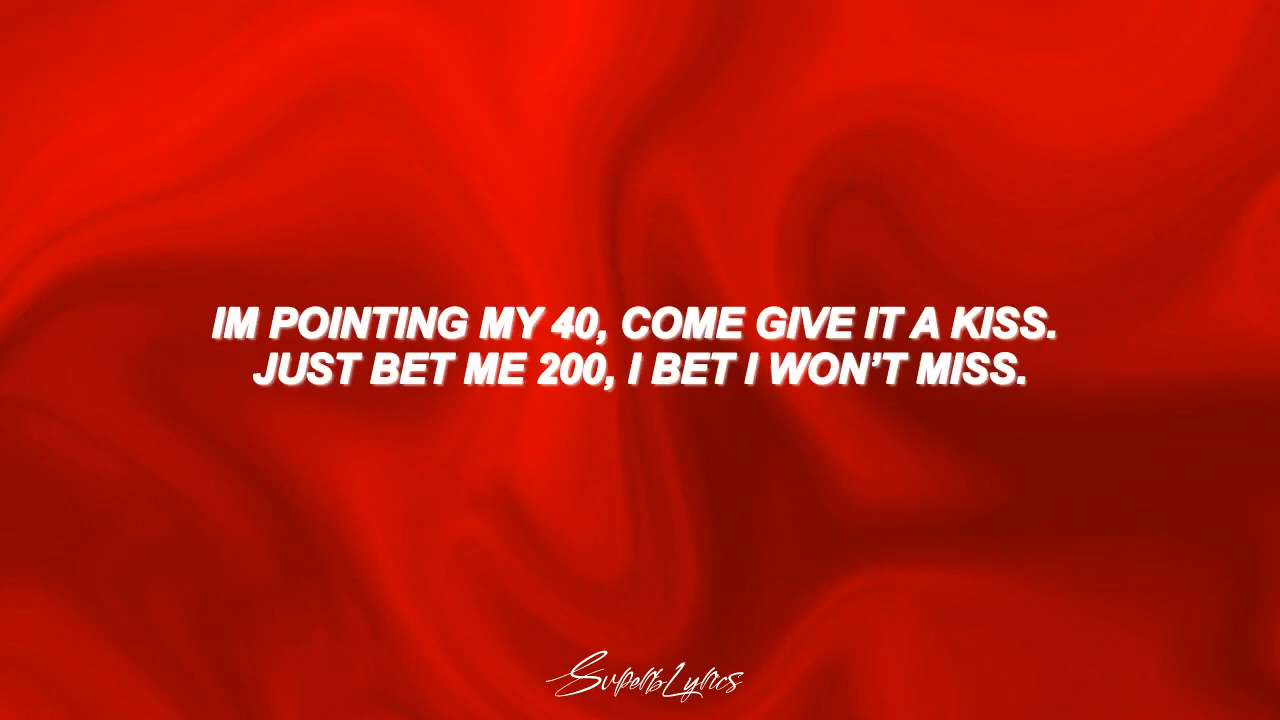 IM POINTING MY 40, COME GIVE IT A KISS.
JUST BET ME 200, I BET I WON’T MISS.
SuperbLyrics